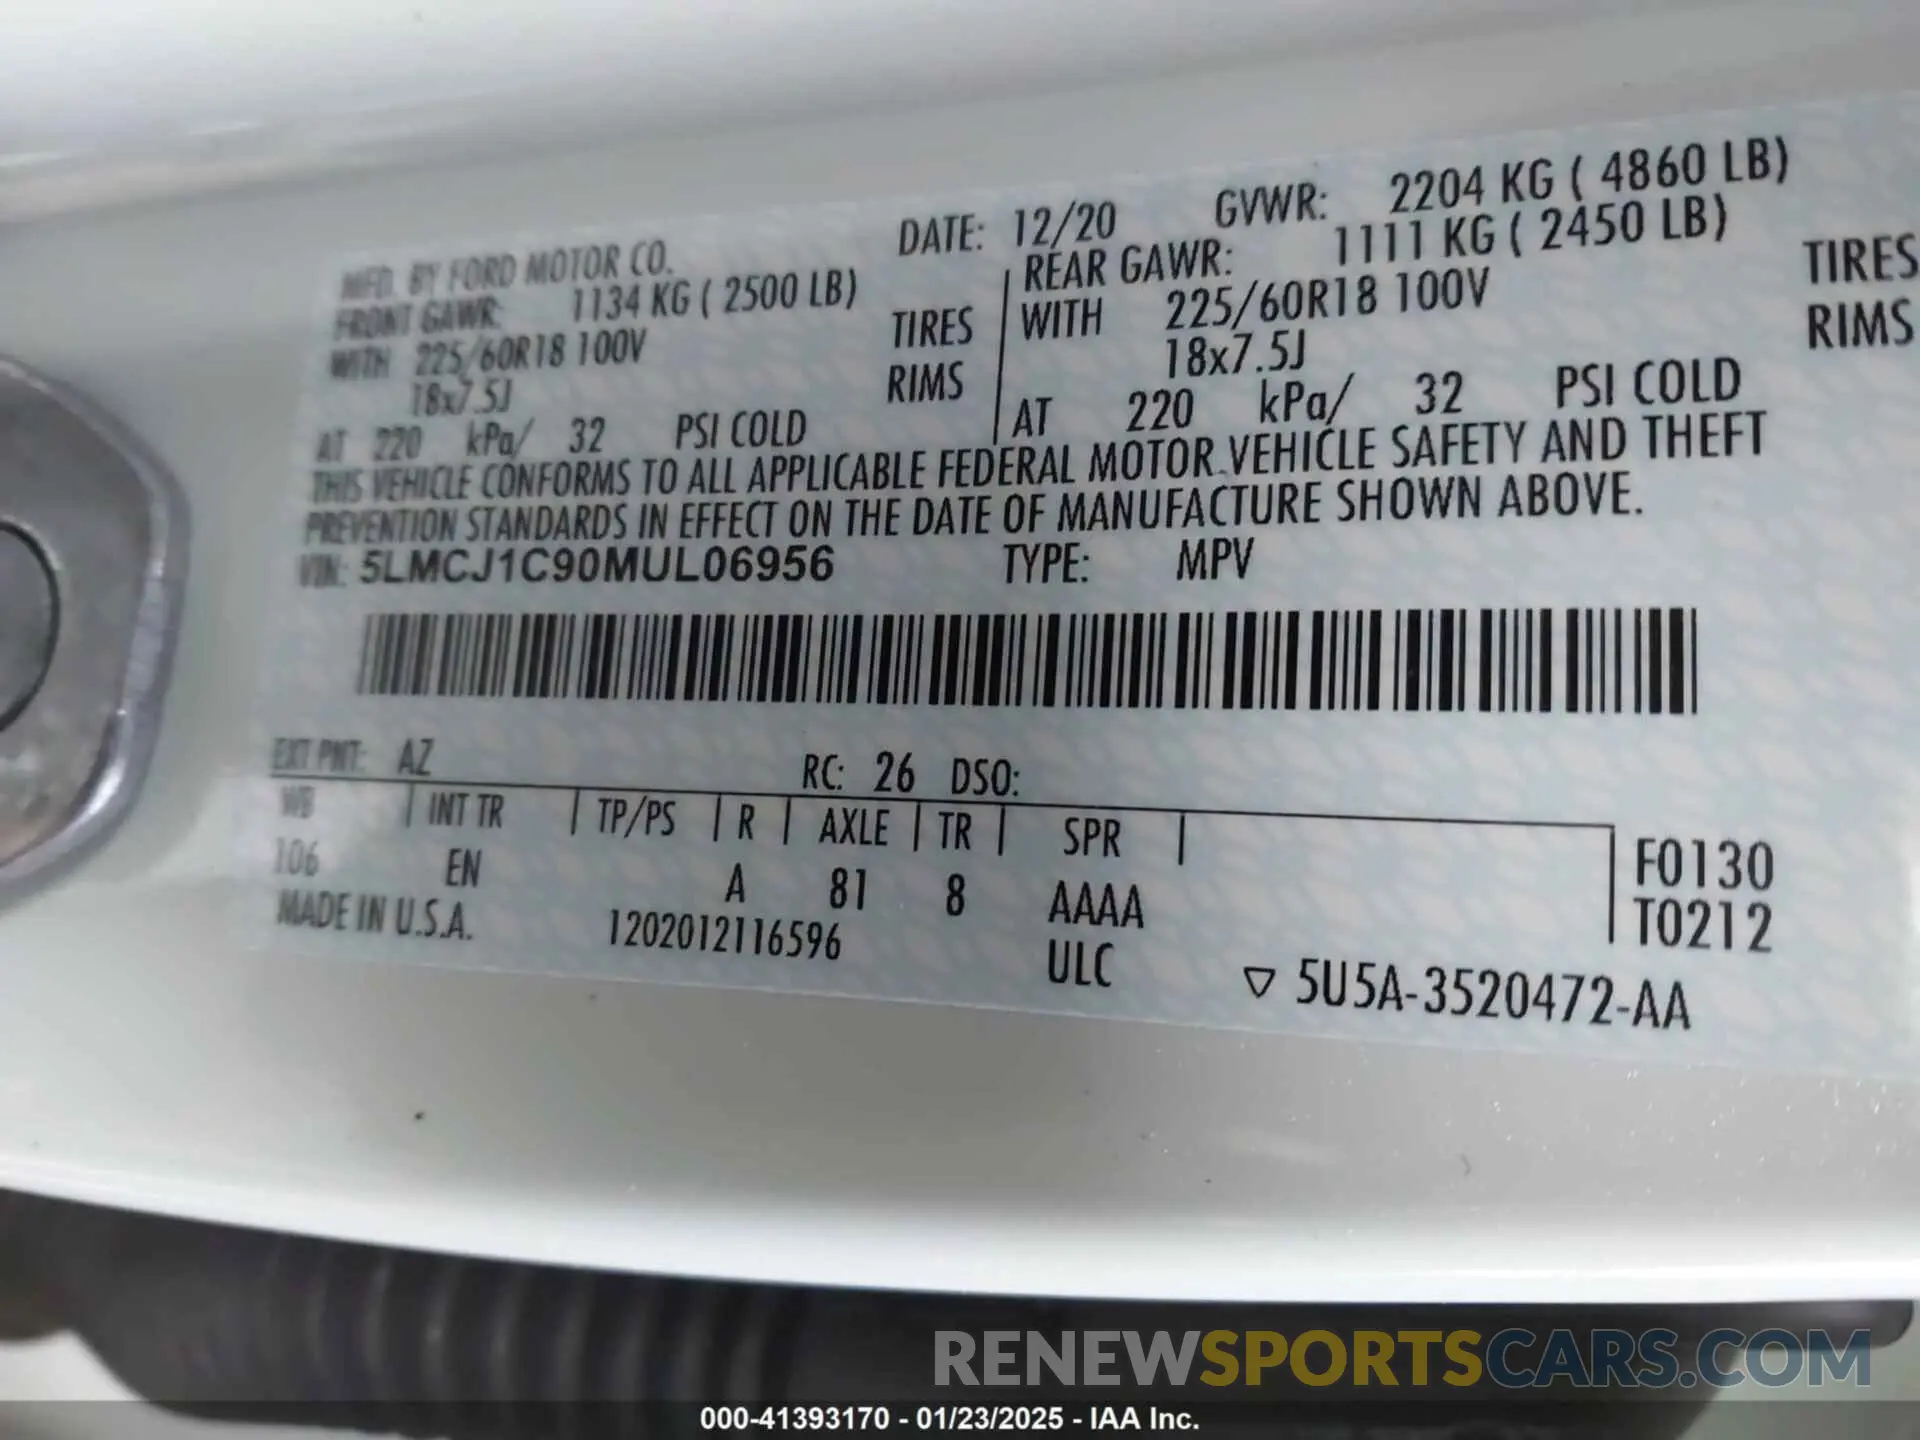 MFD. BY FORD MOTOR CO. DATE: 12/20 GVWR: 2204 KG ( 4860 LB)
FRONT GAWR: 1134 KG ( 2500 LB) REAR GAWR: 1111 KG ( 2450 LB)
WITH 225/60R18 100V TIRES WITH 225/60R18 100V TIRES
18x7.5J RIMS 18x7.5J RIMS
AT 220 kPa/ 32 PSI COLD AT 220 kPa/ 32 PSI COLD
THIS VEHICLE CONFORMS TO ALL APPLICABLE FEDERAL MOTOR VEHICLE SAFETY AND THEFT
PREVENTION STANDARDS IN EFFECT ON THE DATE OF MANUFACTURE SHOWN ABOVE.
VIN: 5LMCJ1C90MUL06956 TYPE: MPV
EXT PNT: AZ RC: 26 DSO:
WB INT TR TP/PS R AXLE TR SPR F0130
106 EN A 81 8 AAAA T0212
MADE IN U.S.A. 1202012116596 ULC ▽ 5U5A-3520472-AA
RENEWSPORTSCARS.COM
000-41393170 - 01/23/2025 - IAA Inc.